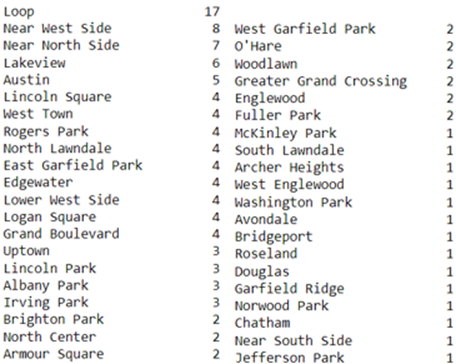 Loop 17
Near West Side 8
Near North Side 7
Lakeview 6
Austin 5
Lincoln Square 4
West Town 4
Rogers Park 4
North Lawndale 4
East Garfield Park 4
Edgewater 4
Lower West Side 4
Logan Square 4
Grand Boulevard 4
Uptown 3
Lincoln Park 3
Albany Park 3
Irving Park 3
Brighton Park 2
North Center 2
Armour Square 2
West Garfield Park 2
O'Hare 2
Woodlawn 2
Greater Grand Crossing 2
Englewood 2
Fuller Park 2
McKinley Park 1
South Lawndale 1
Archer Heights 1
West Englewood 1
Washington Park 1
Avondale 1
Bridgeport 1
Roseland 1
Douglas 1
Garfield Ridge 1
Norwood Park 1
Chatham 1
Near South Side 1
Jefferson Park 1